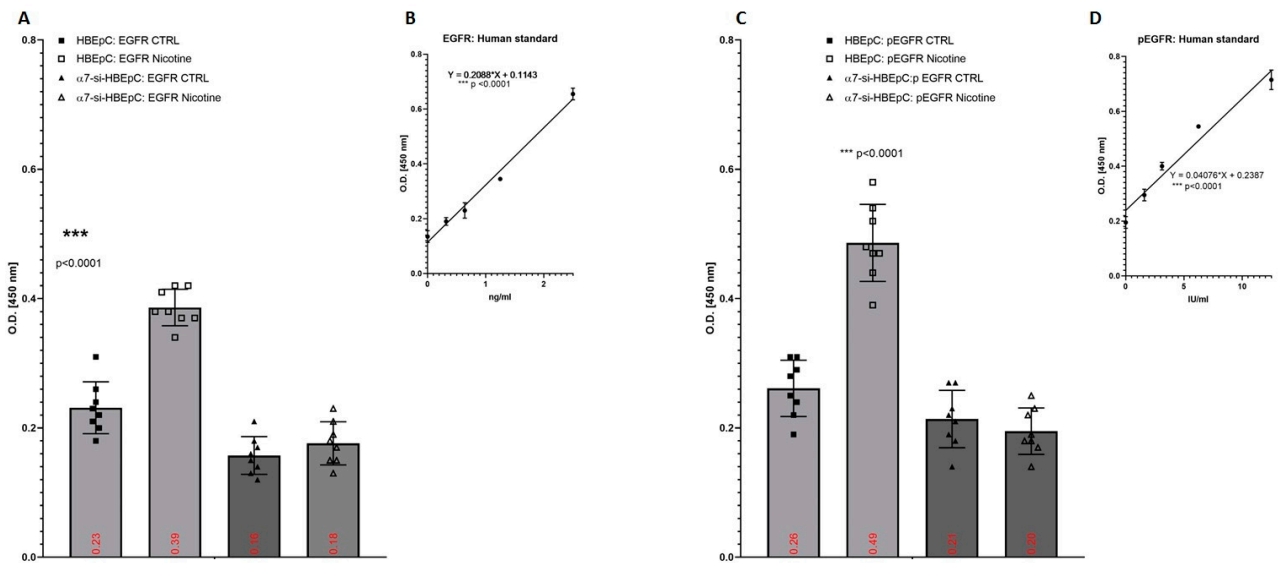 A
HBEpC: EGFR CTRL
HBEpC: EGFR Nicotine
α7-si-HBEpC: EGFR CTRL
α7-si-HBEpC: EGFR Nicotine
O.D. [450 nm]
0.8
0.6
0.4
0.2
0.0
***
p<0.0001
0.23
0.39
0.16
0.18
B
EGFR: Human standard
Y = 0.2088*X + 0.1143
*** p <0.0001
O.D. [450 nm]
0.8
0.6
0.4
0.2
0.0
0
1
2
ng/ml
C
HBEpC: pEGFR CTRL
HBEpC: pEGFR Nicotine
α7-si-HBEpC:p EGFR CTRL
α7-si-HBEpC: pEGFR Nicotine
O.D. [450 nm]
0.8
0.6
0.4
0.2
0.0
*** p<0.0001
0.26
0.49
0.21
0.20
D
pEGFR: Human standard
Y = 0.04076*X + 0.2387
*** p<0.0001
O.D. [450 nm]
0.8
0.6
0.4
0.2
0.0
0
5
10
IU/ml